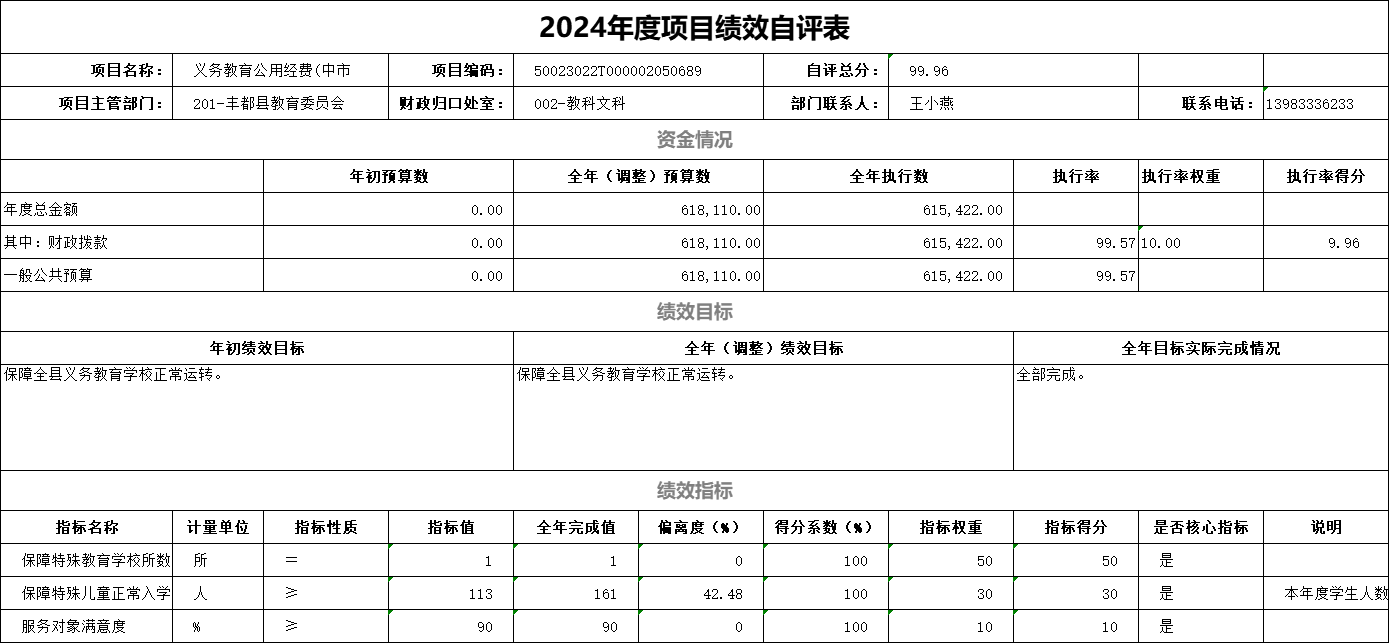 2024年度项目绩效自评表
项目名称： 义务教育公用经费(中市 项目编码： 50023022T000002050689 自评总分： 99.96
项目主管部门： 201-丰都县教育委员会 财政归口处室： 002-教科文科 部门联系人： 王小燕 联系电话： 13983336233
资金情况
年初预算数 全年（调整）预算数 全年执行数 执行率 执行率权重 执行率得分
年度总金额 0.00 618,110.00 615,422.00
其中：财政拨款 0.00 618,110.00 615,422.00 99.57 10.00 9.96
一般公共预算 0.00 618,110.00 615,422.00 99.57
绩效目标
年初绩效目标 全年（调整）绩效目标 全年目标实际完成情况
保障全县义务教育学校正常运转。 保障全县义务教育学校正常运转。 全部完成。
绩效指标
指标名称 计量单位 指标性质 指标值 全年完成值 偏离度（%） 得分系数（%） 指标权重 指标得分 是否核心指标 说明
保障特殊教育学校所数 所 ＝ 1 1 0 100 50 50 是
保障特殊儿童正常入学 人 ≥ 113 161 42.48 100 30 30 是 本年度学生人数
服务对象满意度 % ≥ 90 90 0 100 10 10 是